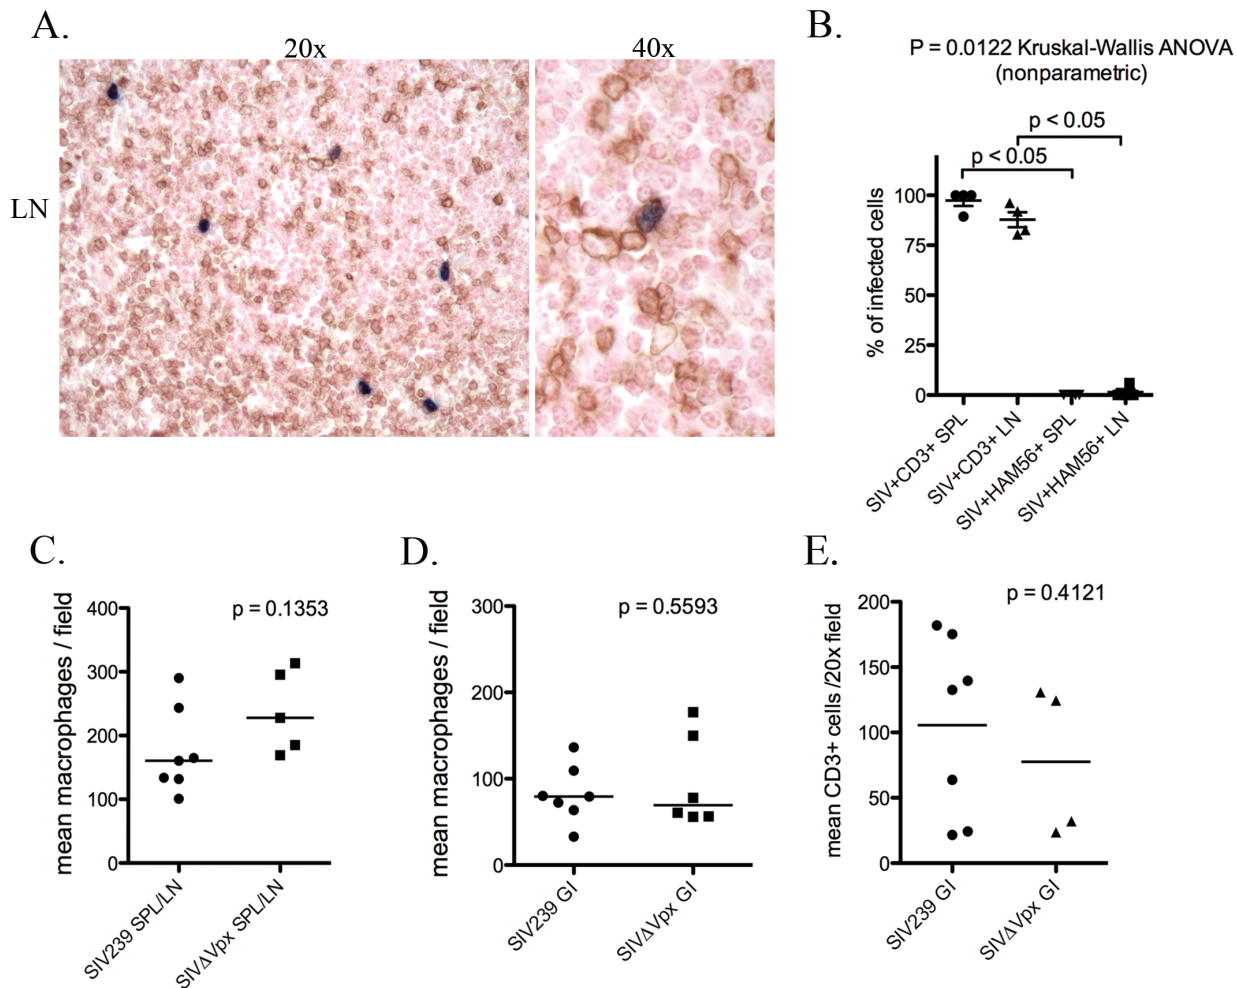 A.
20x
40x
LN
B.
P = 0.0122 Kruskal-Wallis ANOVA
(nonparametric)
p < 0.05
p < 0.05
% of infected cells
100
75
50
25
0
SIV+CD3+ SPL
SIV+CD3+ LN
SIV+HAM56+ SPL
SIV+HAM56+ LN
C.
p = 0.1353
mean macrophages / field
400
300
200
100
0
SIV239 SPL/LN
SIVΔVpx SPL/LN
D.
p = 0.5593
mean macrophages / field
300
200
100
0
SIV239 GI
SIVΔVpx GI
E.
p = 0.4121
mean CD3+ cells /20x field
200
150
100
50
0
SIV239 GI
SIVΔVpx GI